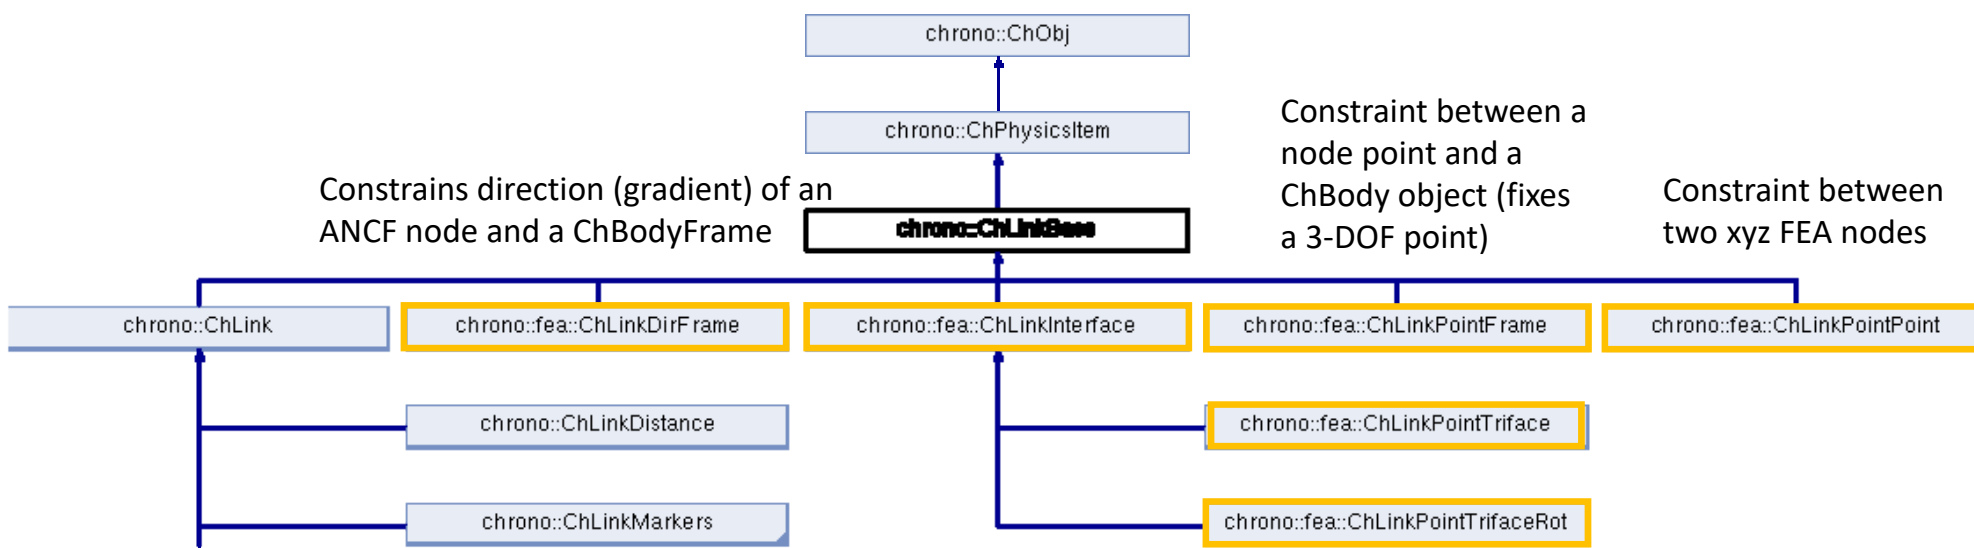 chrono::ChObj
chrono::ChPhysicsItem
Constrains direction (gradient) of an
ANCF node and a ChBodyFrame
chrono::ChLinkBase
Constraint between a
node point and a
ChBody object (fixes
a 3-DOF point)
Constraint between
two xyz FEA nodes
chrono::ChLink
chrono::fea::ChLinkDirFrame
chrono::fea::ChLinkInterface
chrono::fea::ChLinkPointFrame
chrono::fea::ChLinkPointPoint
chrono::ChLinkDistance
chrono::fea::ChLinkPointTriface
chrono::ChLinkMarkers
chrono::fea::ChLinkPointTrifaceRot